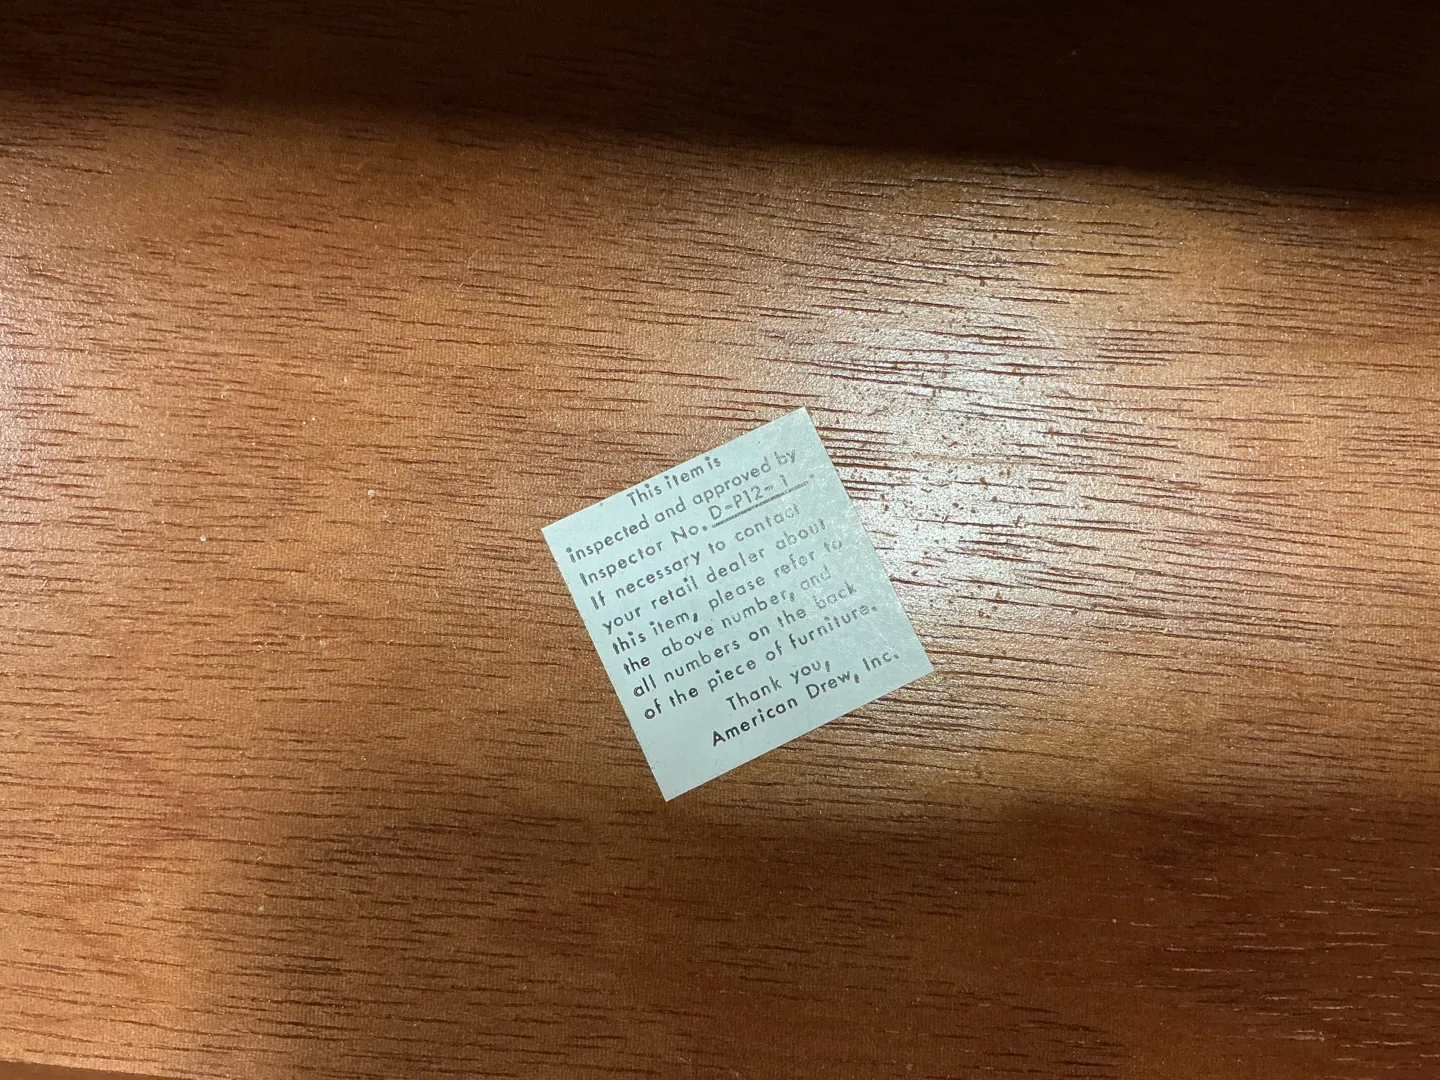 This item is
inspected and approved by
Inspector No. D-P12-1.
If necessary to contact
your retail dealer about
this item, please refer to
the above number, and
all numbers on the back
of the piece of furniture.
Thank you,
American Drew, Inc.